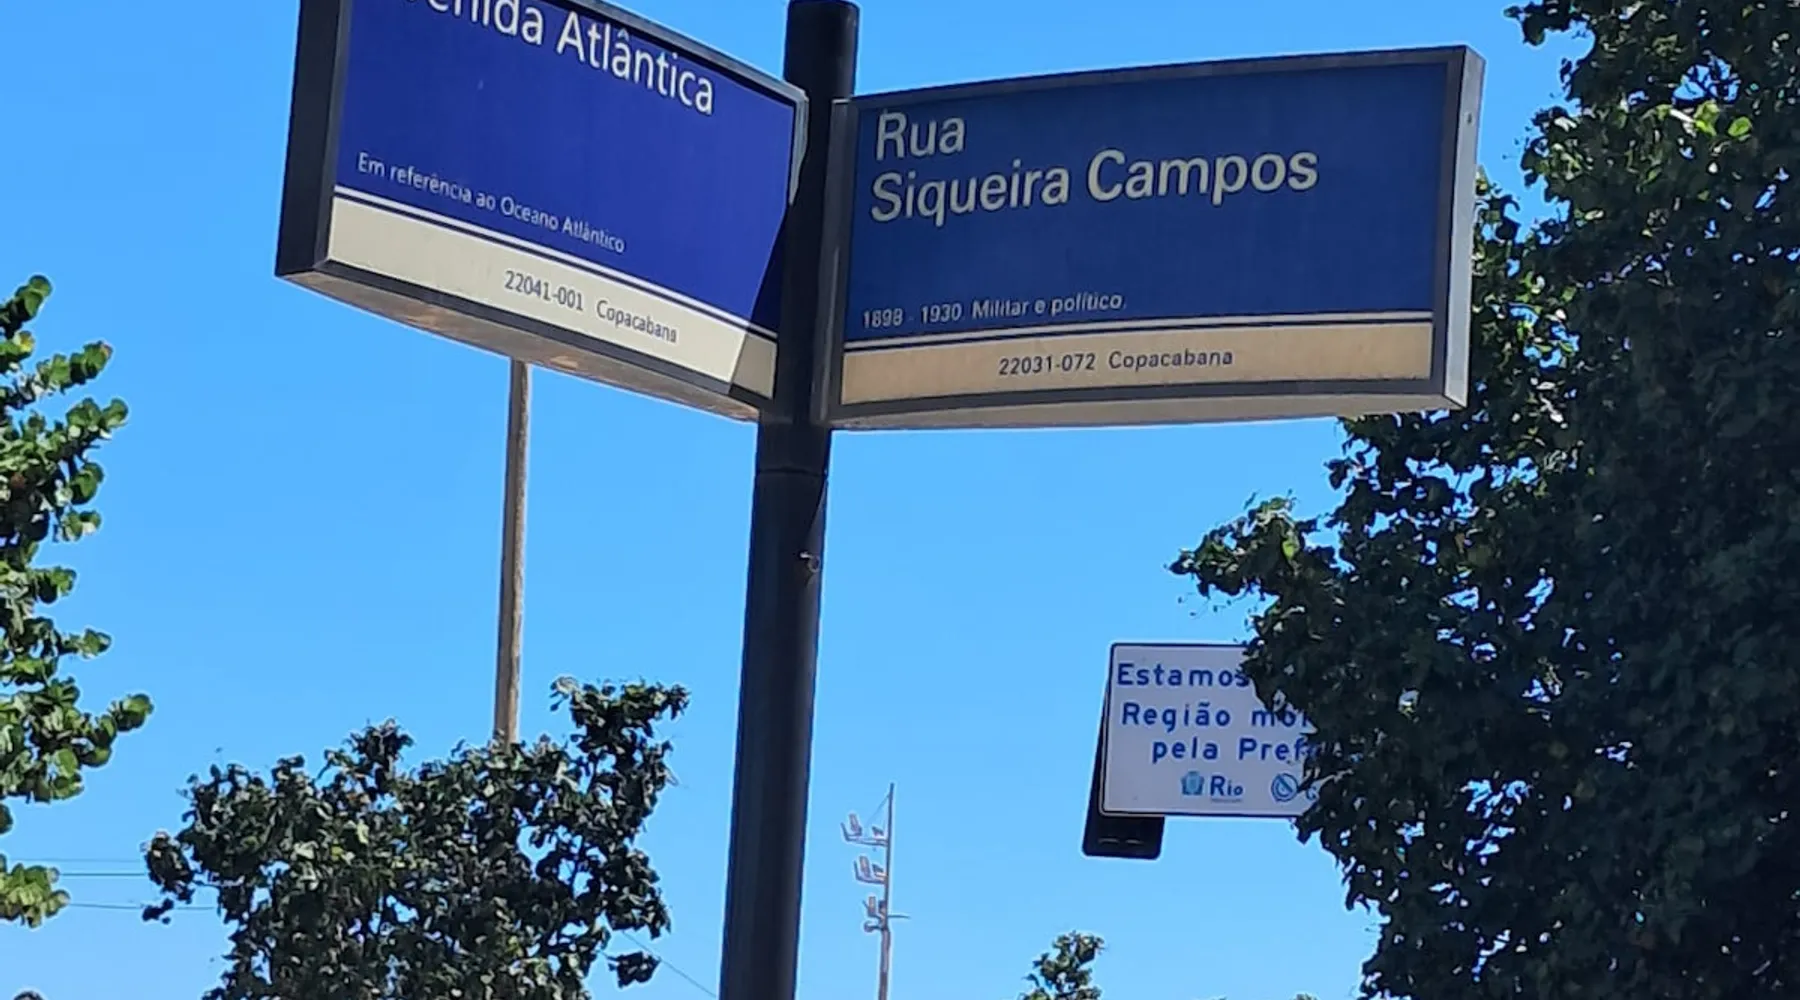 Avenida Atlântica
Em referência ao Oceano Atlântico
22041-001 Copacabana
Rua
Siqueira Campos
1898 - 1930 Militar e político
22031-072 Copacabana
Estamos
Região
pela
Rio